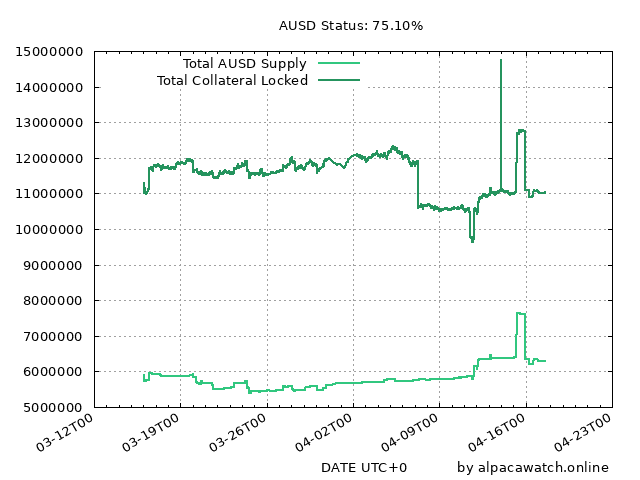 AUSD Status: 75.10%
15000000
14000000
13000000
12000000
11000000
10000000
9000000
8000000
7000000
6000000
5000000
Total AUSD Supply
Total Collateral Locked
03-12T00
03-19T00
03-26T00
04-02T00
04-09T00
04-16T00
04-23T00
DATE UTC+0
by alpacawatch.online